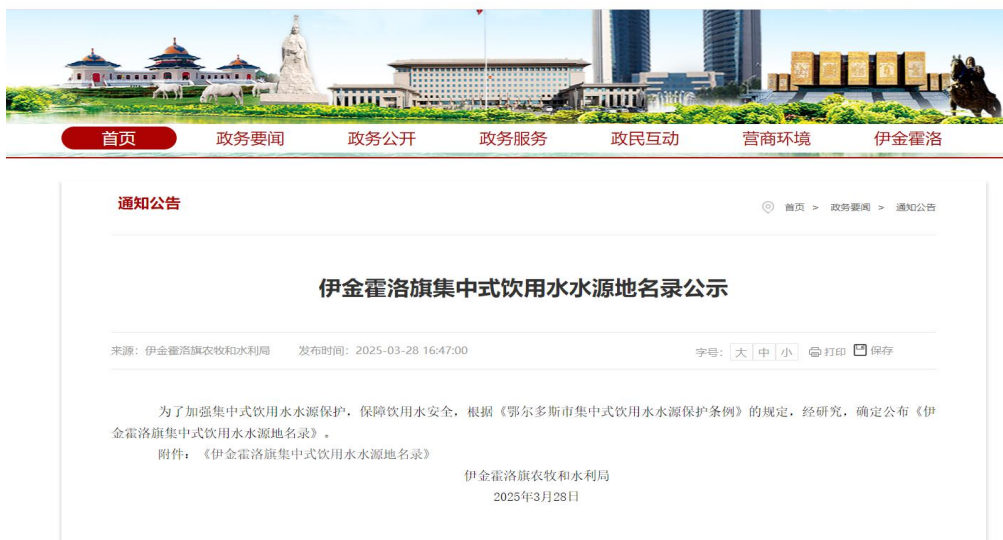 首页 政务要闻 政务公开 政务服务 政民互动 营商环境 伊金霍洛
通知公告
首页 > 政务要闻 > 通知公告
伊金霍洛旗集中式饮用水水源地名录公示
来源：伊金霍洛旗农牧和水利局 发布时间：2025-03-28 16:47:00 字号：大 中 小 打印 保存
为了加强集中式饮用水水源保护，保障饮用水安全，根据《鄂尔多斯市集中式饮用水水源保护条例》的规定，经研究，确定公布《伊
金霍洛旗集中式饮用水水源地名录》。
附件：《伊金霍洛旗集中式饮用水水源地名录》
伊金霍洛旗农牧和水利局
2025年3月28日